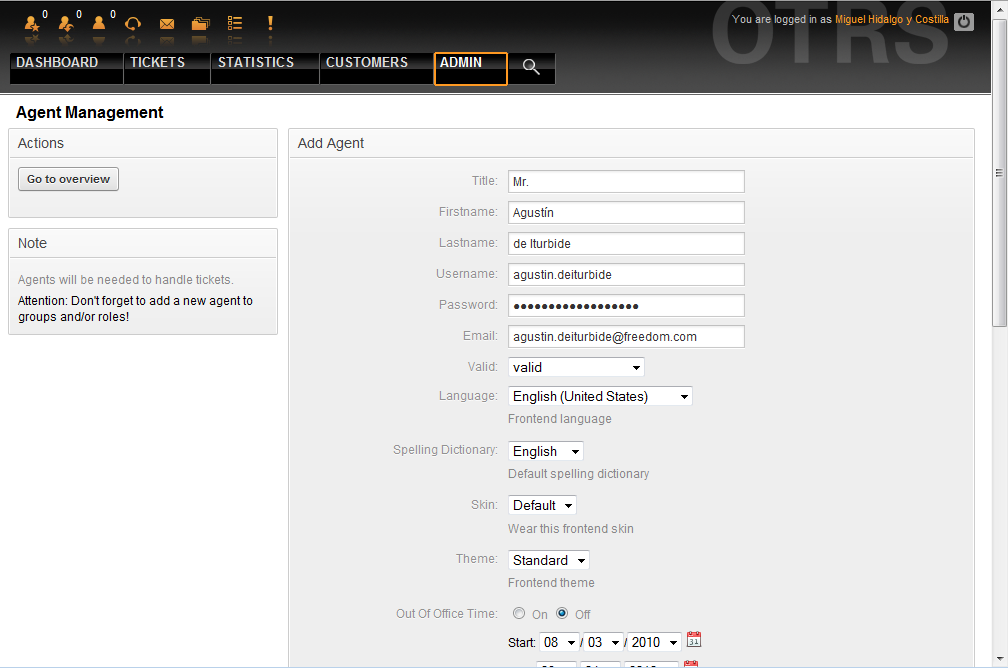 0 0 0
You are logged in as Miguel Hidalgo y Costilla
OTRS
DASHBOARD TICKETS STATISTICS CUSTOMERS ADMIN
Agent Management
Actions
Go to overview
Note
Agents will be needed to handle tickets.
Attention: Don't forget to add a new agent to
groups and/or roles!
Add Agent
Title: Mr.
Firstname: Agustín
Lastname: de Iturbide
Username: agustin.deiturbide
Password: ••••••••••••••••••
Email: agustin.deiturbide@freedom.com
Valid: valid
Language: English (United States)
Frontend language
Spelling Dictionary: English
Default spelling dictionary
Skin: Default
Wear this frontend skin
Theme: Standard
Frontend theme
Out Of Office Time: On Off
Start: 08 / 03 / 2010 31